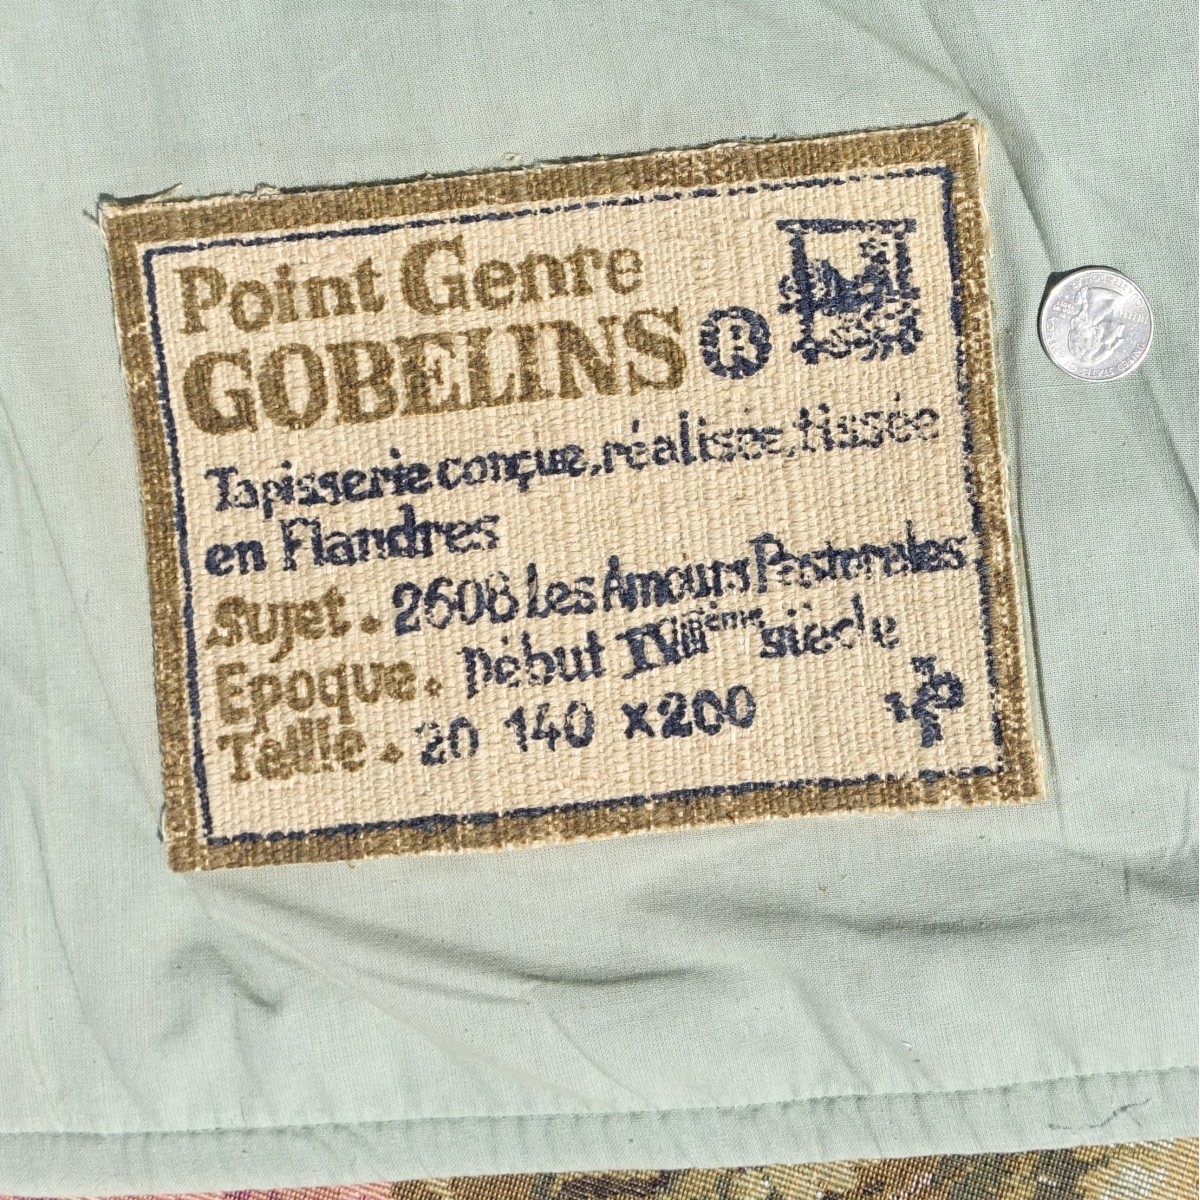 Point Genre
GOBELINS ®
Tapisserie conçue, réalisée, tissée
en Flandres
Sujet. 2608 Les Amours Pastorales
Epoque. Début XVIIIème siècle
Taille. 20 140 x200